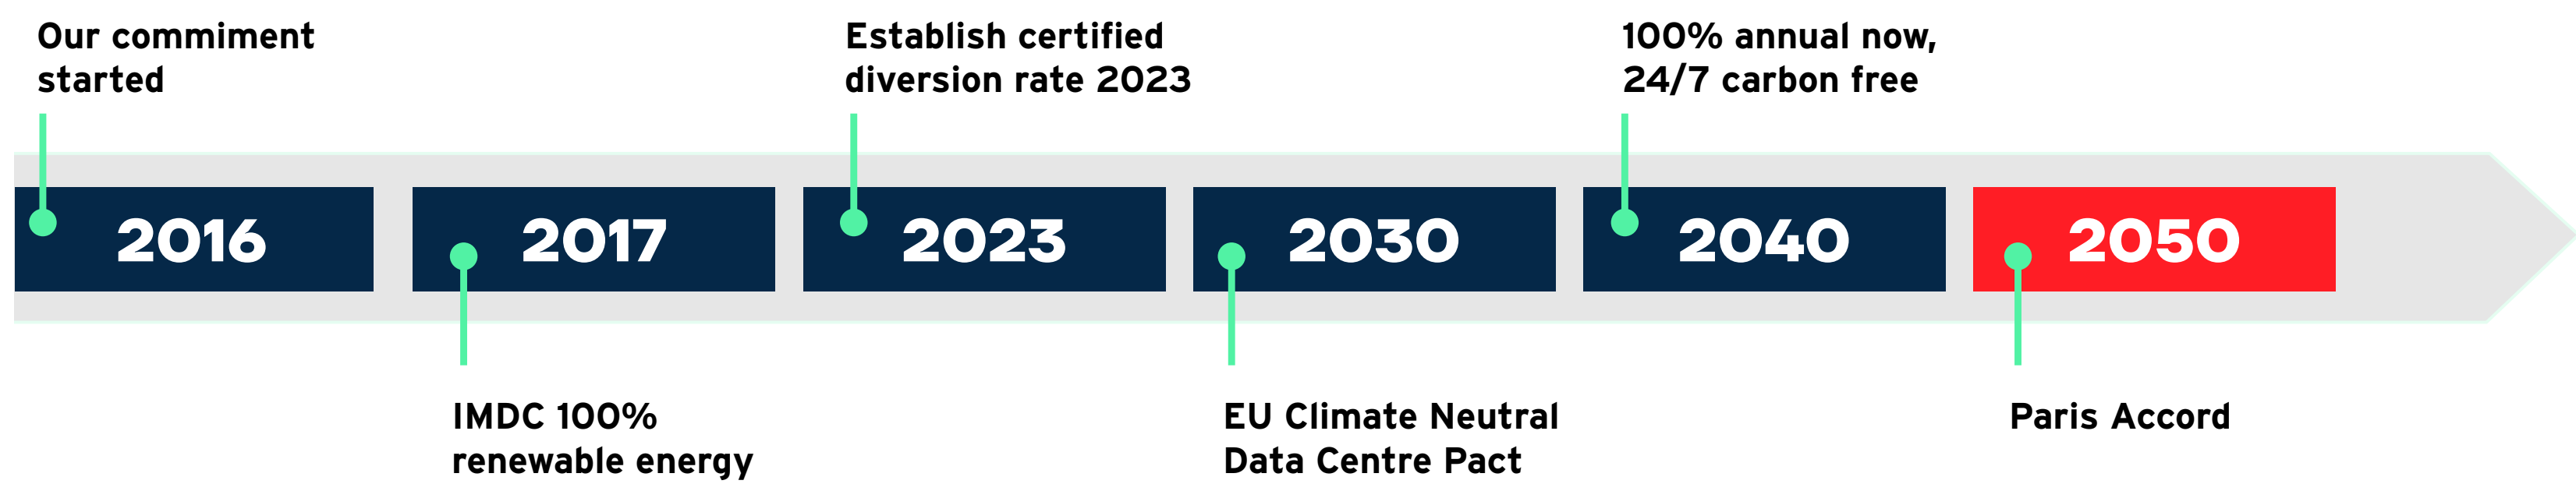 Our commiment
started
Establish certified
diversion rate 2023
100% annual now,
24/7 carbon free
2016
2017
2023
2030
2040
2050
IMDC 100%
renewable energy
EU Climate Neutral
Data Centre Pact
Paris Accord